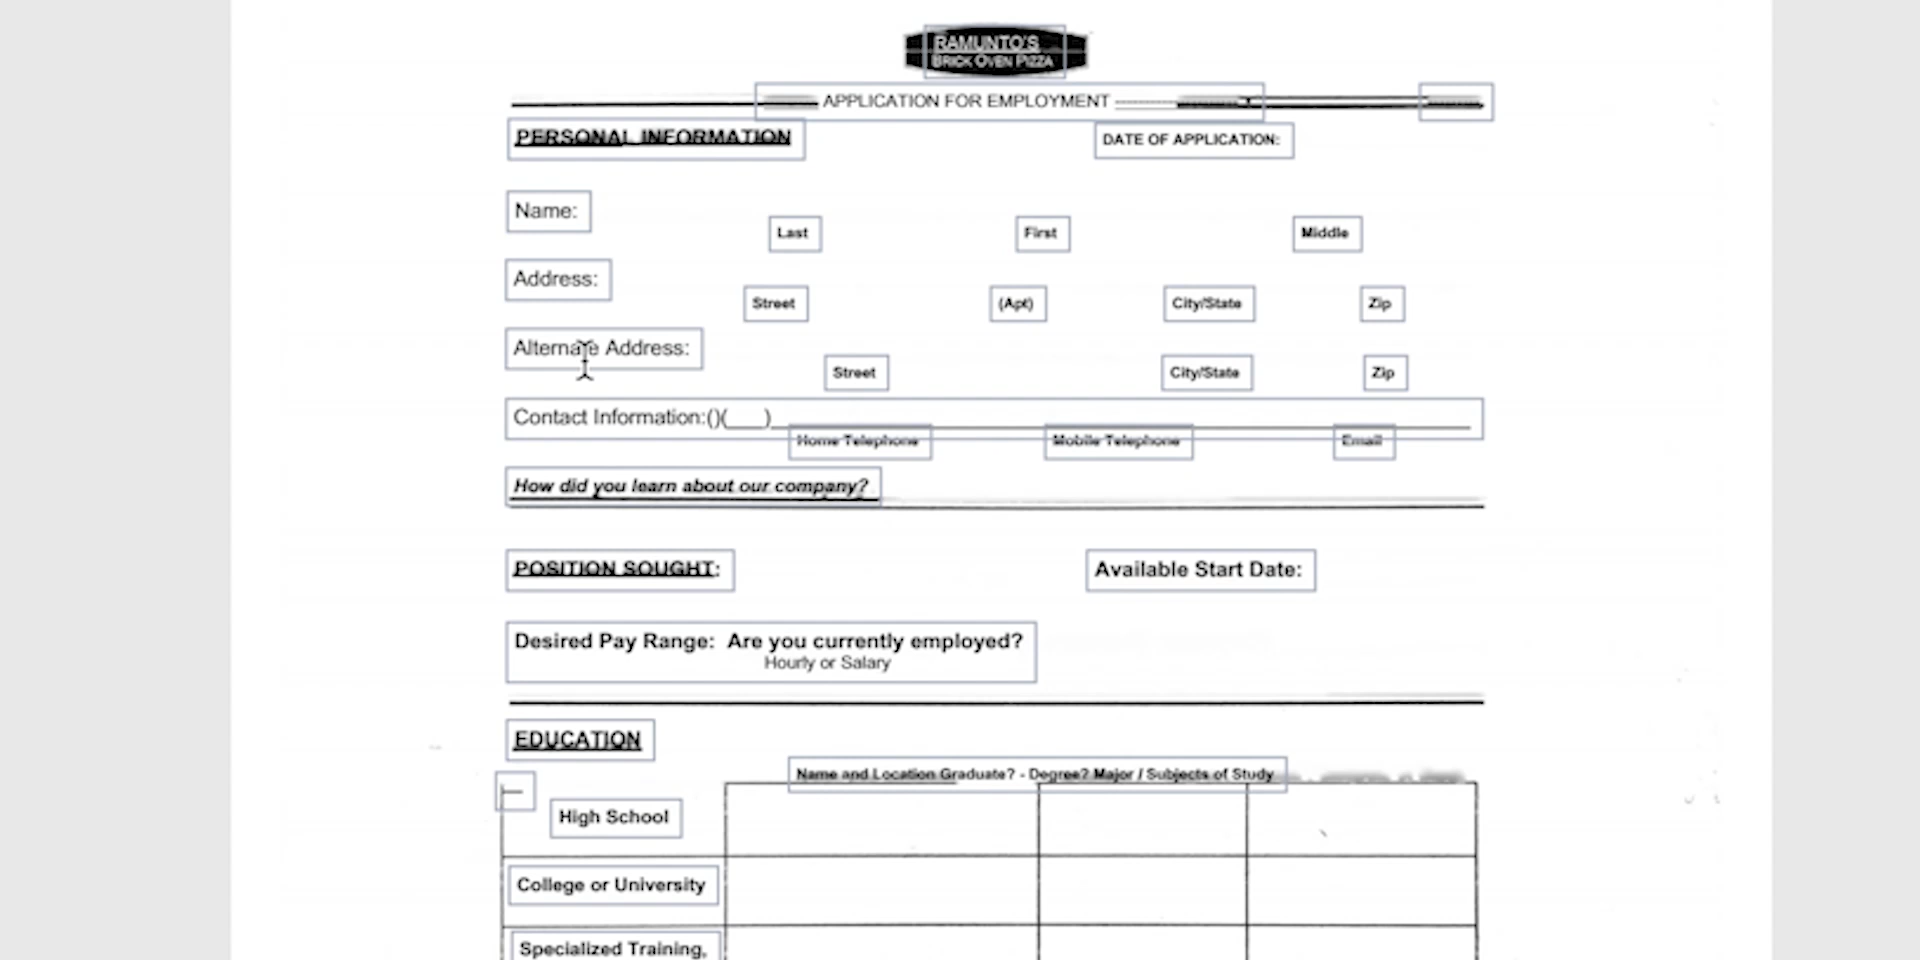 RAMUNTO'S
BRICK OVEN PIZZA
APPLICATION FOR EMPLOYMENT
PERSONAL INFORMATION DATE OF APPLICATION:
Name:
Last First Middle
Address:
Street (Apt) City/State Zip
Alternate Address:
Street City/State Zip
Contact Information:()(___)
Home Telephone Mobile Telephone Email
How did you learn about our company?
POSITION SOUGHT: Available Start Date:
Desired Pay Range: Are you currently employed?
Hourly or Salary
EDUCATION
Name and Location Graduate? - Degree? Major / Subjects of Study
High School
College or University
Specialized Training,